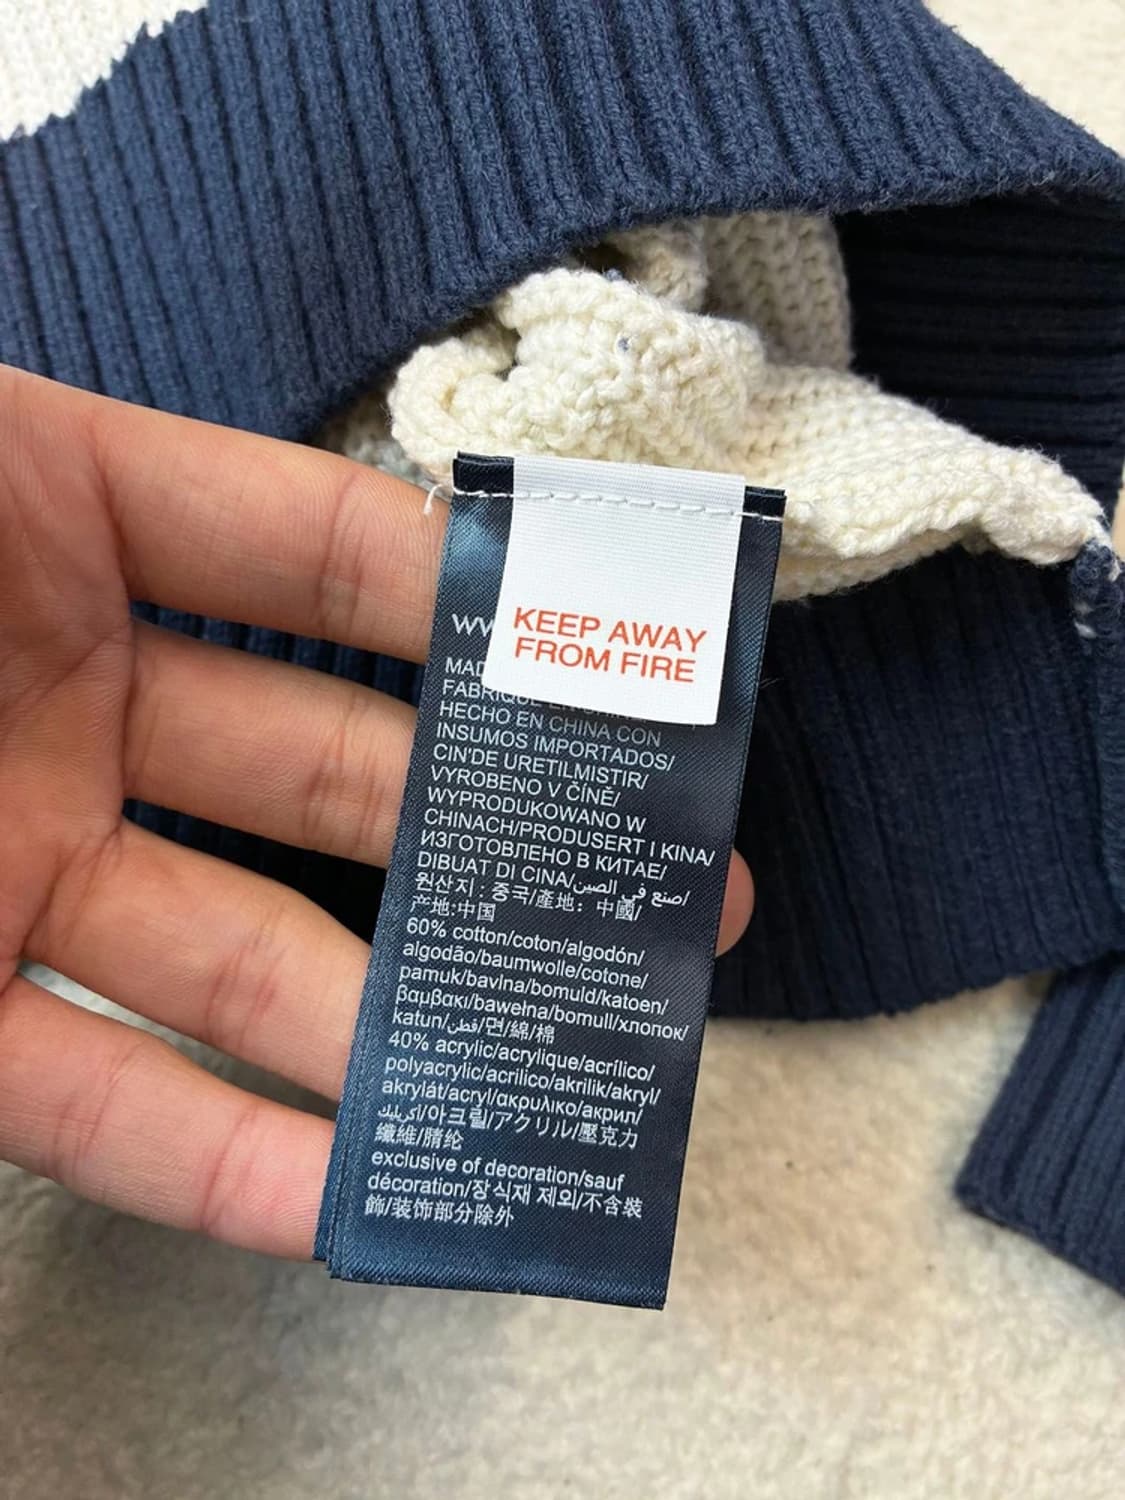 KEEP AWAY
FROM FIRE
HECHO EN CHINA CON
INSUMOS IMPORTADOS/
CIN'DE URETILMISTIR/
VYROBENO V ČÍNĚ/
WYPRODUKOWANO W
CHINACH/PRODUSERT I KINA/
ИЗГОТОВЛЕНО В КИТАЕ/
DIBUAT DI CINA/صنع في الصين/
원산지 : 중국/產地：中國/
产地:中国
60% cotton/coton/algodón/
algodão/baumwolle/cotone/
pamuk/bavlna/bomuld/katoen/
βαμβακι/bawełna/bomull/хлопок/
katun/قطن/면/綿/棉
40% acrylic/acrylique/acrílico/
polyacrylic/acrilico/akrilik/akryl/
akrylát/acryl/ακρυλικο/акрил/
اكريليك/아크릴/アクリル/壓克力
纖維/腈纶
exclusive of decoration/sauf
décoration/장식재 제외/不含裝
飾/装饰部分除外